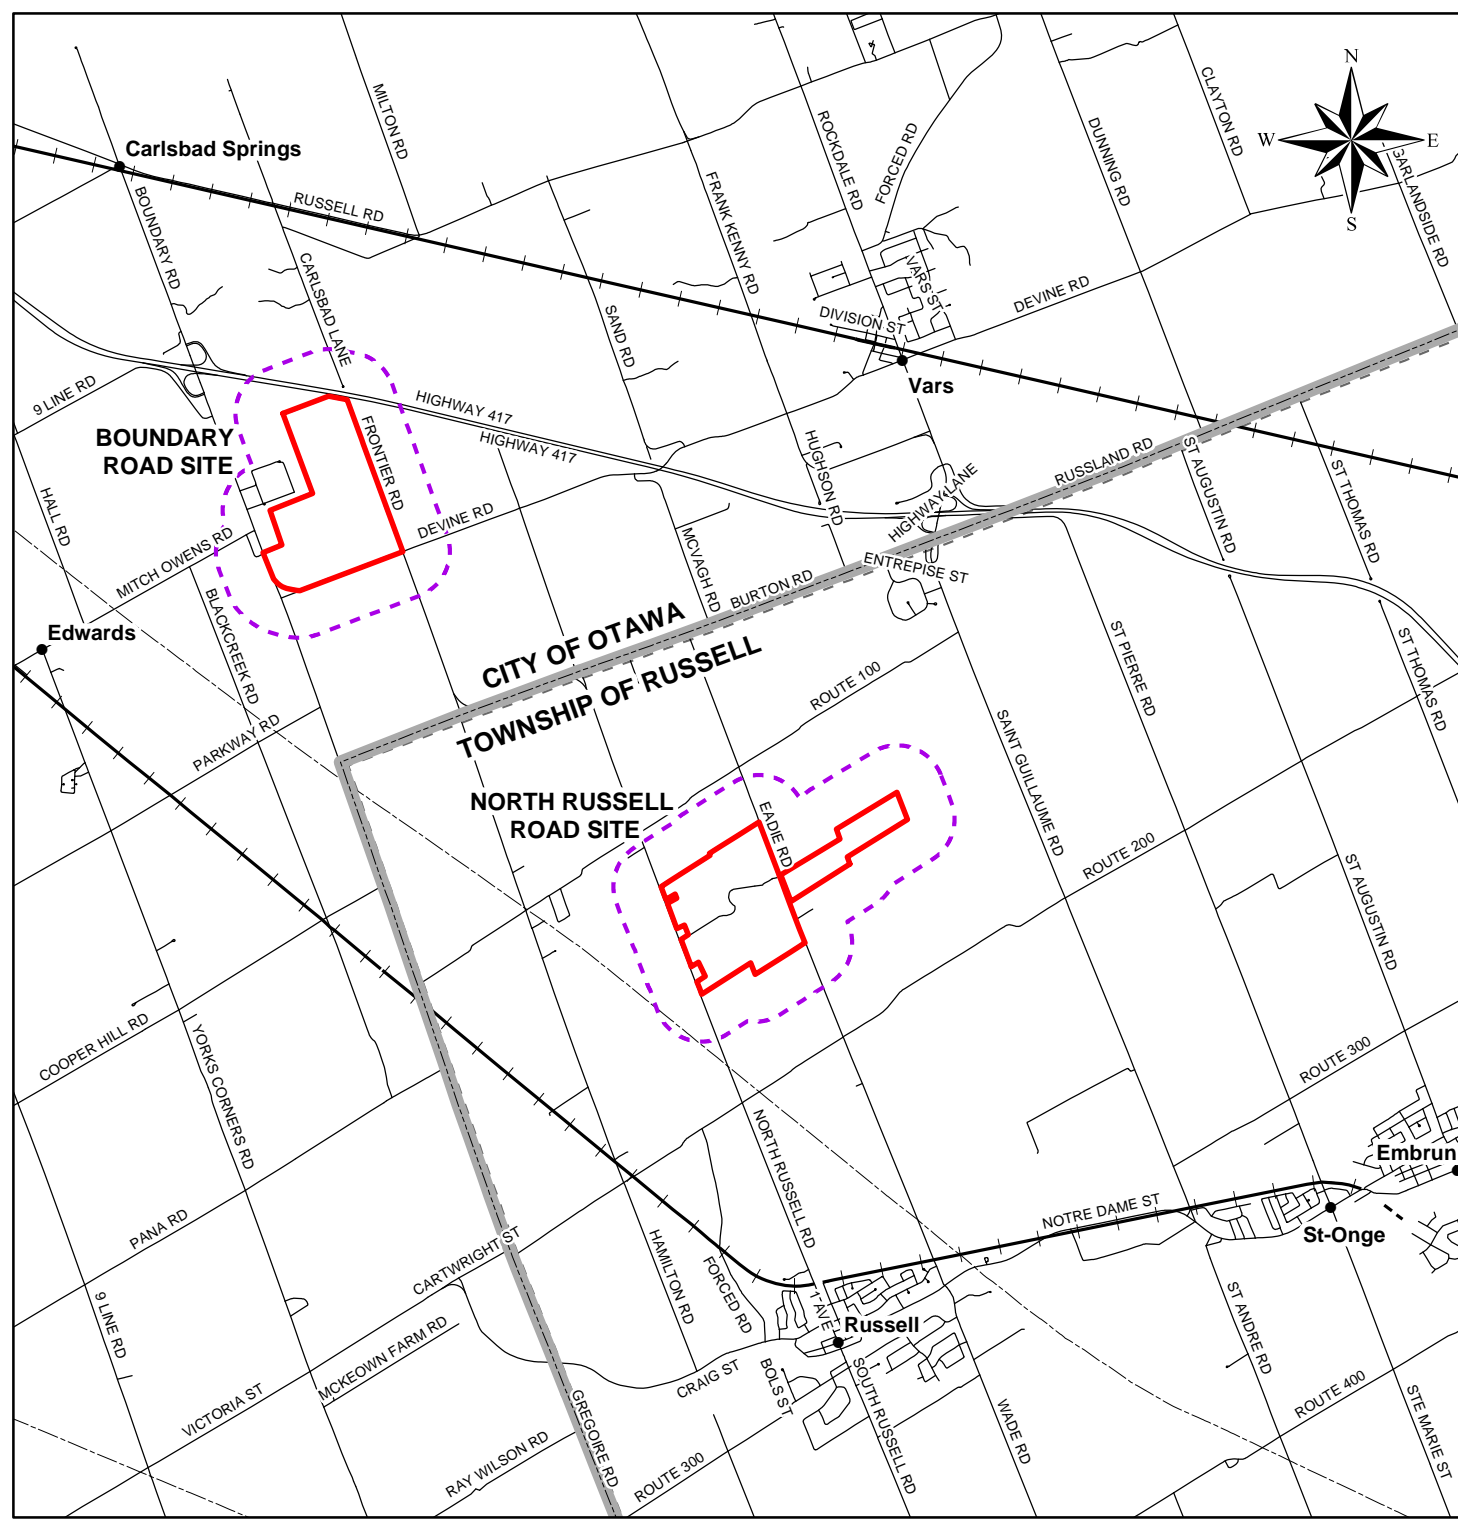 N
W
E
S
MILTON RD
ROCKDALE RD
FORCED RD
DUNNING RD
CLAYTON RD
GARLANDSIDE RD
Carlsbad Springs
BOUNDARY RD
RUSSELL RD
FRANK KENNY RD
CARLSBAD LANE
VARS ST
DEVINE RD
SAND RD
DIVISION ST
Vars
9 LINE RD
HIGHWAY 417
HIGHWAY 417
BOUNDARY
ROAD SITE
FRONTIER RD
HUGHSON RD
RUSSLAND RD
ST AUGUSTIN RD
ST THOMAS RD
HALL RD
DEVINE RD
HIGHWAY LANE
MITCH OWENS RD
MCVAGH RD
ENTREPISE ST
BURTON RD
BLACKCREEK RD
Edwards
CITY OF OTAWA
TOWNSHIP OF RUSSELL
ST PIERRE RD
ST THOMAS RD
ROUTE 100
PARKWAY RD
SAINT GUILLAUME RD
NORTH RUSSELL
ROAD SITE
EADIE RD
ROUTE 200
ST AUGUSTIN RD
COOPER HILL RD
YORKS CORNERS RD
ROUTE 300
NORTH RUSSELL RD
Embrun
PANA RD
NOTRE DAME ST
St-Onge
CARTWRIGHT ST
HAMILTON RD
FORCED RD
9 LINE RD
1 AVE
Russell
ST ANDRE RD
MCKEOWN FARM RD
VICTORIA ST
CRAIG ST
BOLS ST
SOUTH RUSSELL RD
GREGOIRE RD
WADE RD
ROUTE 400
STE MARIE ST
RAY WILSON RD
ROUTE 300